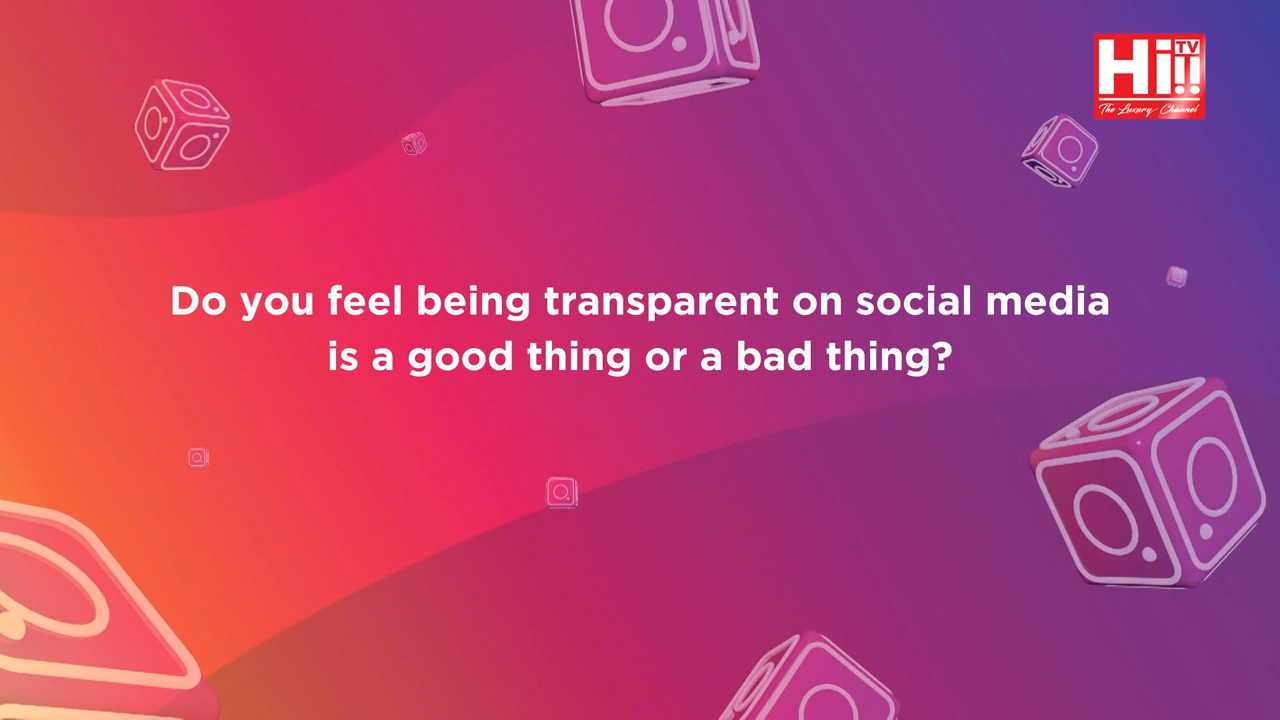 Hi!!
TV
The Luxury Channel
Do you feel being transparent on social media
is a good thing or a bad thing?